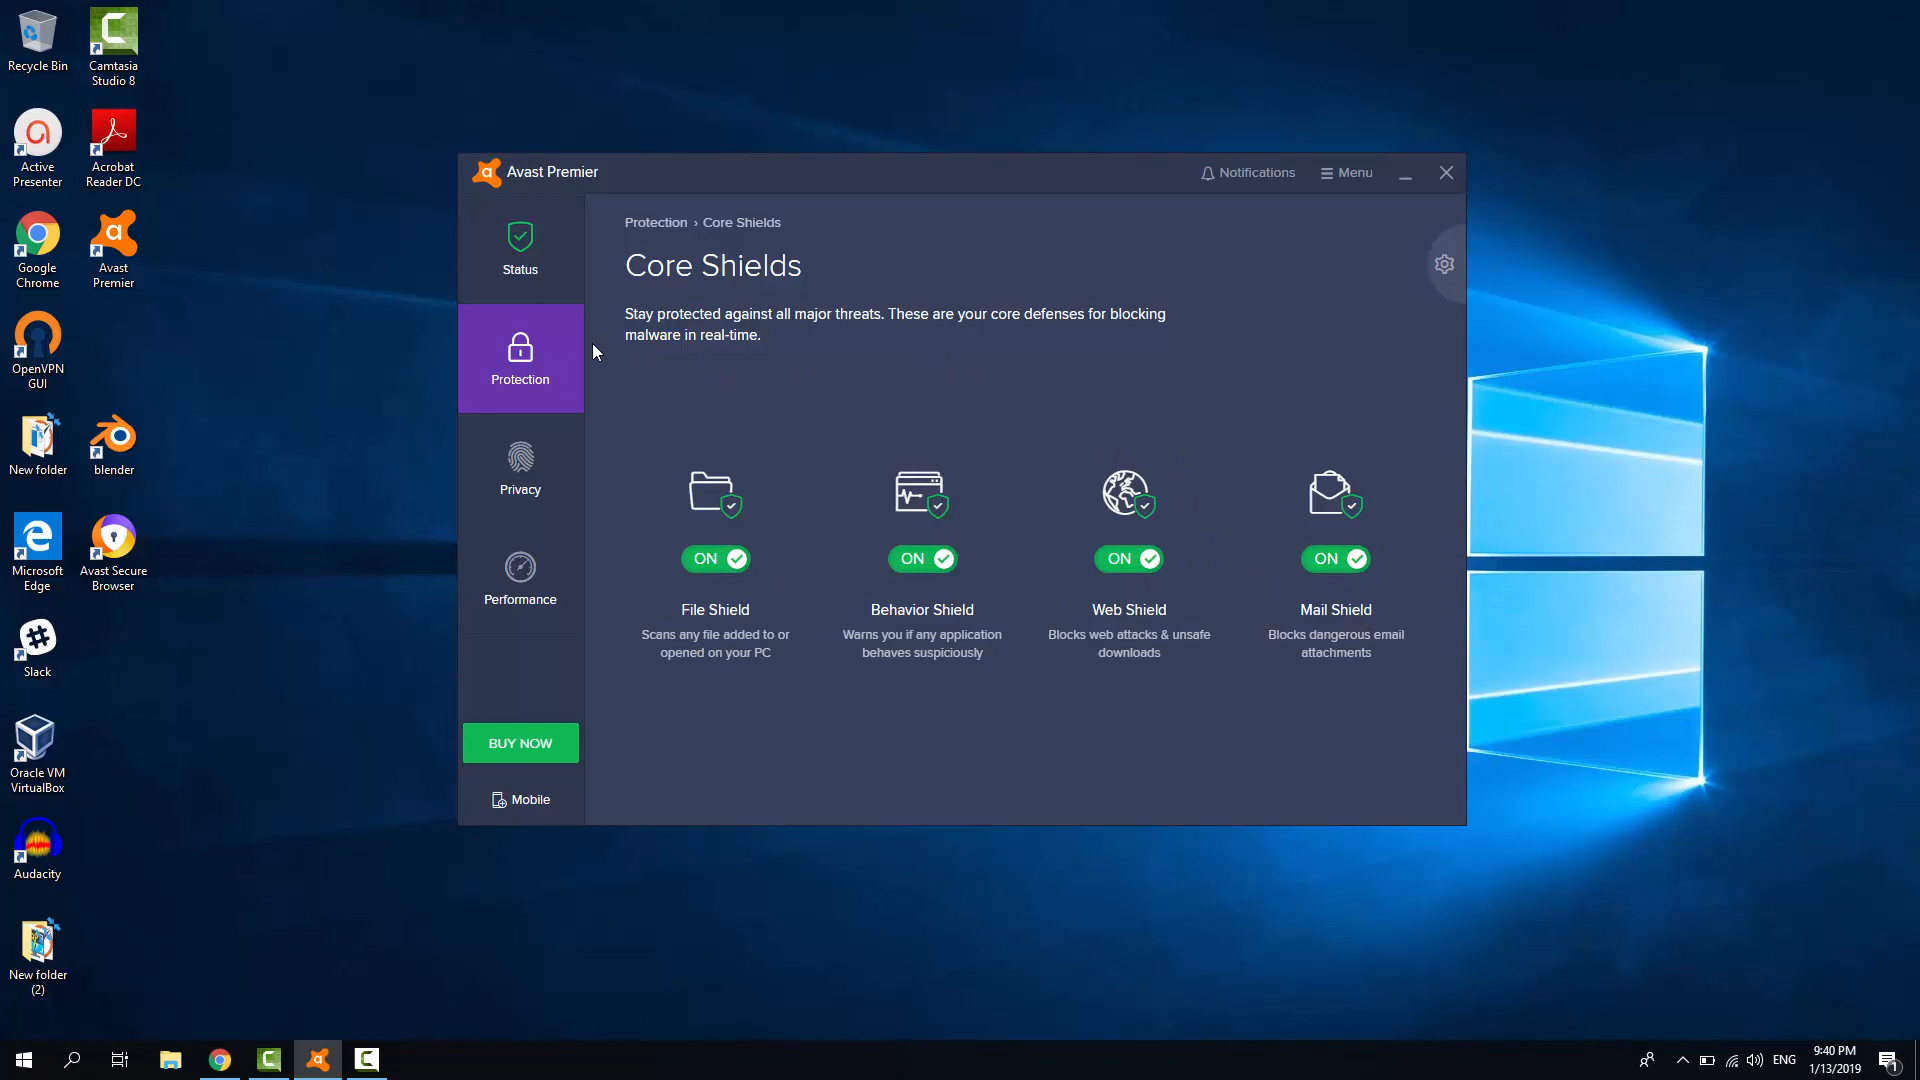 Recycle Bin
Camtasia
Studio 8
Active
Presenter
Acrobat
Reader DC
Google
Chrome
Avast
Premier
OpenVPN
GUI
New folder
blender
Microsoft
Edge
Avast Secure
Browser
Slack
Oracle VM
VirtualBox
Audacity
New folder
(2)
Avast Premier
Notifications
Menu
Status
Protection
Privacy
Performance
BUY NOW
Mobile
Protection › Core Shields
Core Shields
Stay protected against all major threats. These are your core defenses for blocking
malware in real-time.
ON
File Shield
Scans any file added to or
opened on your PC
ON
Behavior Shield
Warns you if any application
behaves suspiciously
ON
Web Shield
Blocks web attacks & unsafe
downloads
ON
Mail Shield
Blocks dangerous email
attachments
ENG
9:40 PM
1/13/2019
1